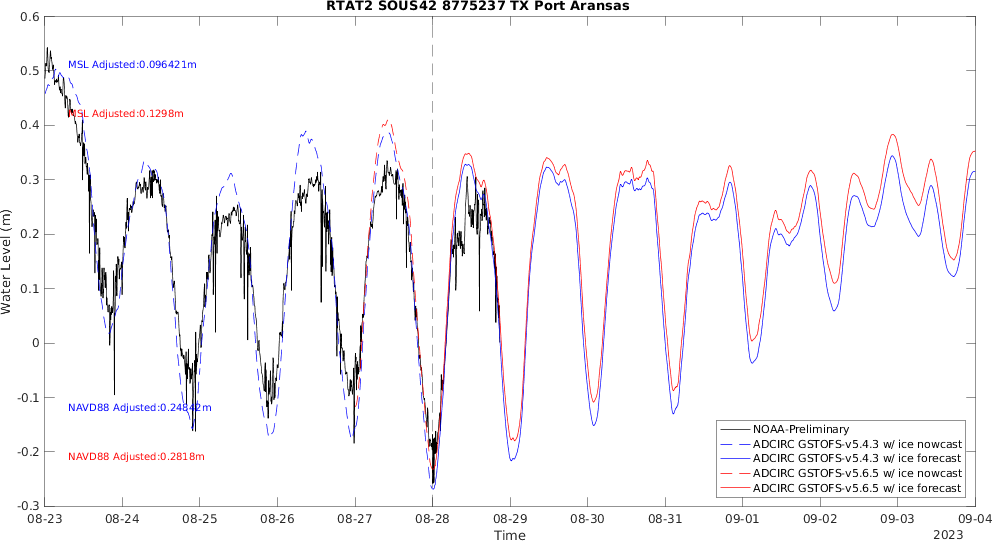 RTAT2 SOUS42 8775237 TX Port Aransas
0.6
0.5
0.4
0.3
0.2
0.1
0
-0.1
-0.2
-0.3
Water Level (m)
MSL Adjusted:0.096421m
MSL Adjusted:0.1298m
NAVD88 Adjusted:0.24842m
NAVD88 Adjusted:0.2818m
NOAA-Preliminary
ADCIRC GSTOFS-v5.4.3 w/ ice nowcast
ADCIRC GSTOFS-v5.4.3 w/ ice forecast
ADCIRC GSTOFS-v5.6.5 w/ ice nowcast
ADCIRC GSTOFS-v5.6.5 w/ ice forecast
08-23 08-24 08-25 08-26 08-27 08-28 08-29 08-30 08-31 09-01 09-02 09-03 09-04
Time
2023